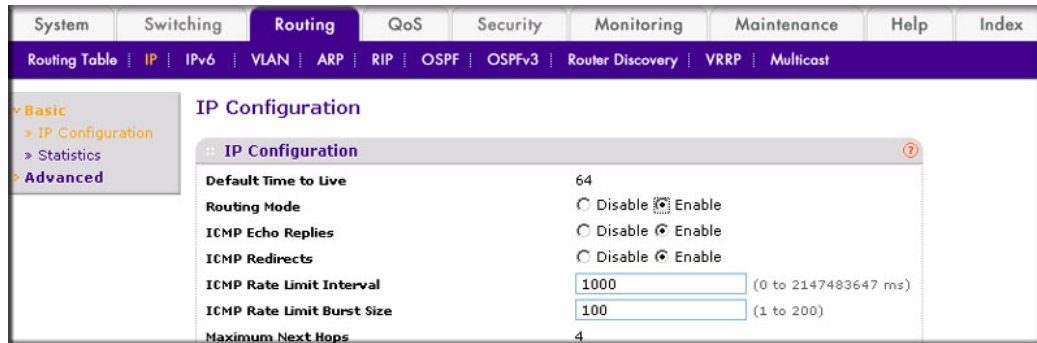 System Switching Routing QoS Security Monitoring Maintenance Help Index
Routing Table IP IPv6 VLAN ARP RIP OSPF OSPFv3 Router Discovery VRRP Multicast
Basic
» IP Configuration
» Statistics
Advanced
IP Configuration
IP Configuration ?
Default Time to Live 64
Routing Mode Disable Enable
ICMP Echo Replies Disable Enable
ICMP Redirects Disable Enable
ICMP Rate Limit Interval 1000 (0 to 2147483647 ms)
ICMP Rate Limit Burst Size 100 (1 to 200)
Maximum Next Hops 4